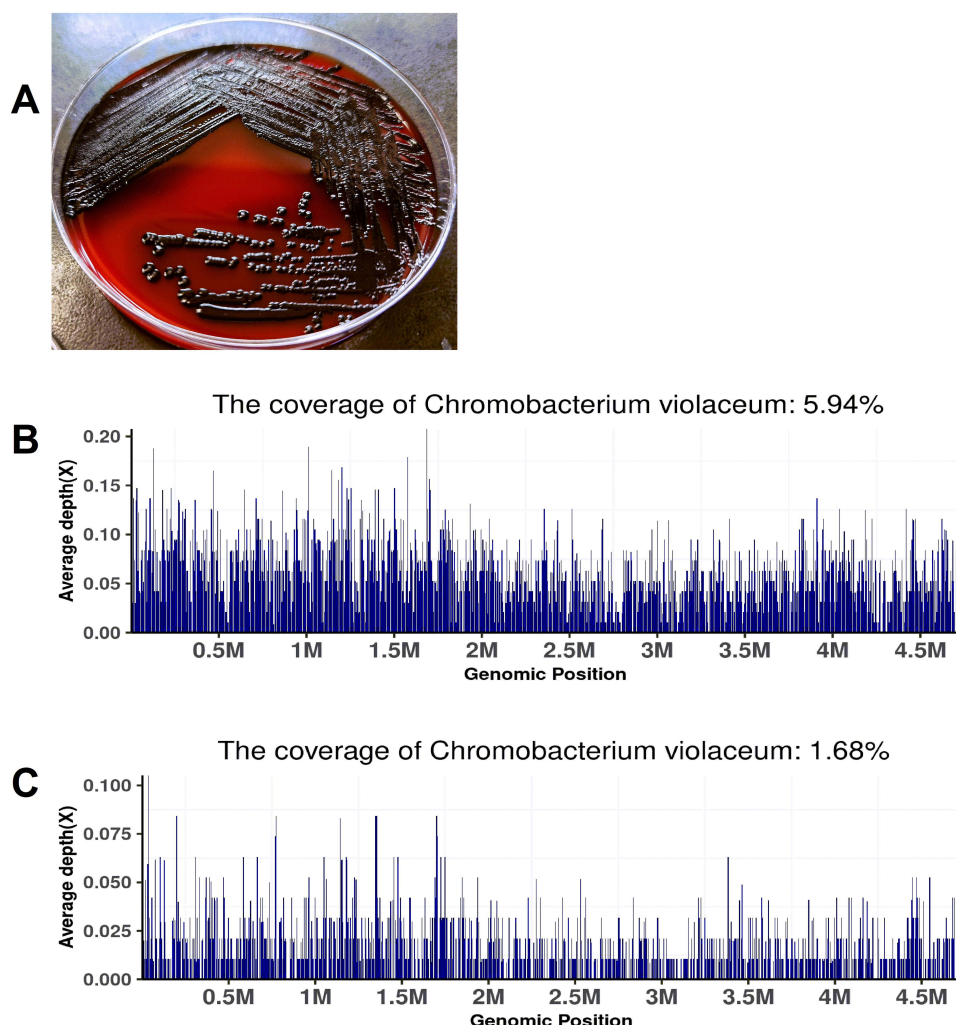 A
The coverage of Chromobacterium violaceum: 5.94%
B
Average depth(X)
0.20
0.15
0.10
0.05
0.00
0.5M 1M 1.5M 2M 2.5M 3M 3.5M 4M 4.5M
Genomic Position
The coverage of Chromobacterium violaceum: 1.68%
C
Average depth(X)
0.100
0.075
0.050
0.025
0.000
0.5M 1M 1.5M 2M 2.5M 3M 3.5M 4M 4.5M
Genomic Position